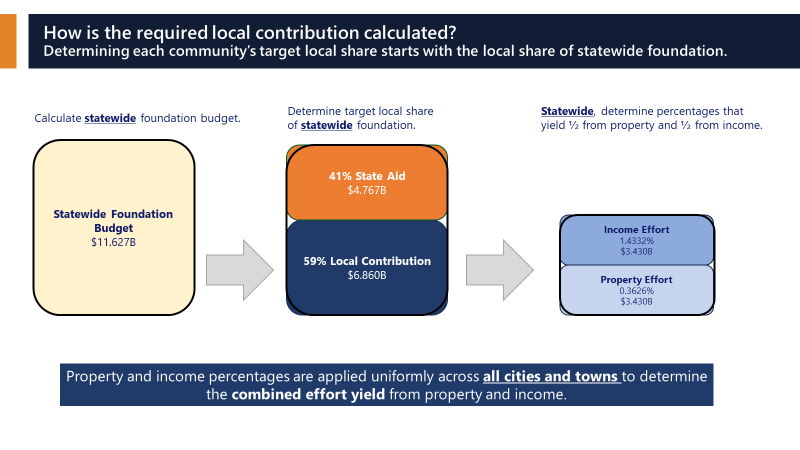 How is the required local contribution calculated?
Determining each community's target local share starts with the local share of statewide foundation.
Calculate statewide foundation budget.
Statewide Foundation
Budget
$11.627B
Determine target local share
of statewide foundation.
41% State Aid
$4.767B
59% Local Contribution
$6.860B
Statewide, determine percentages that
yield ½ from property and ½ from income.
Income Effort
1.4332%
$3.430B
Property Effort
0.3626%
$3.430B
Property and income percentages are applied uniformly across all cities and towns to determine
the combined effort yield from property and income.